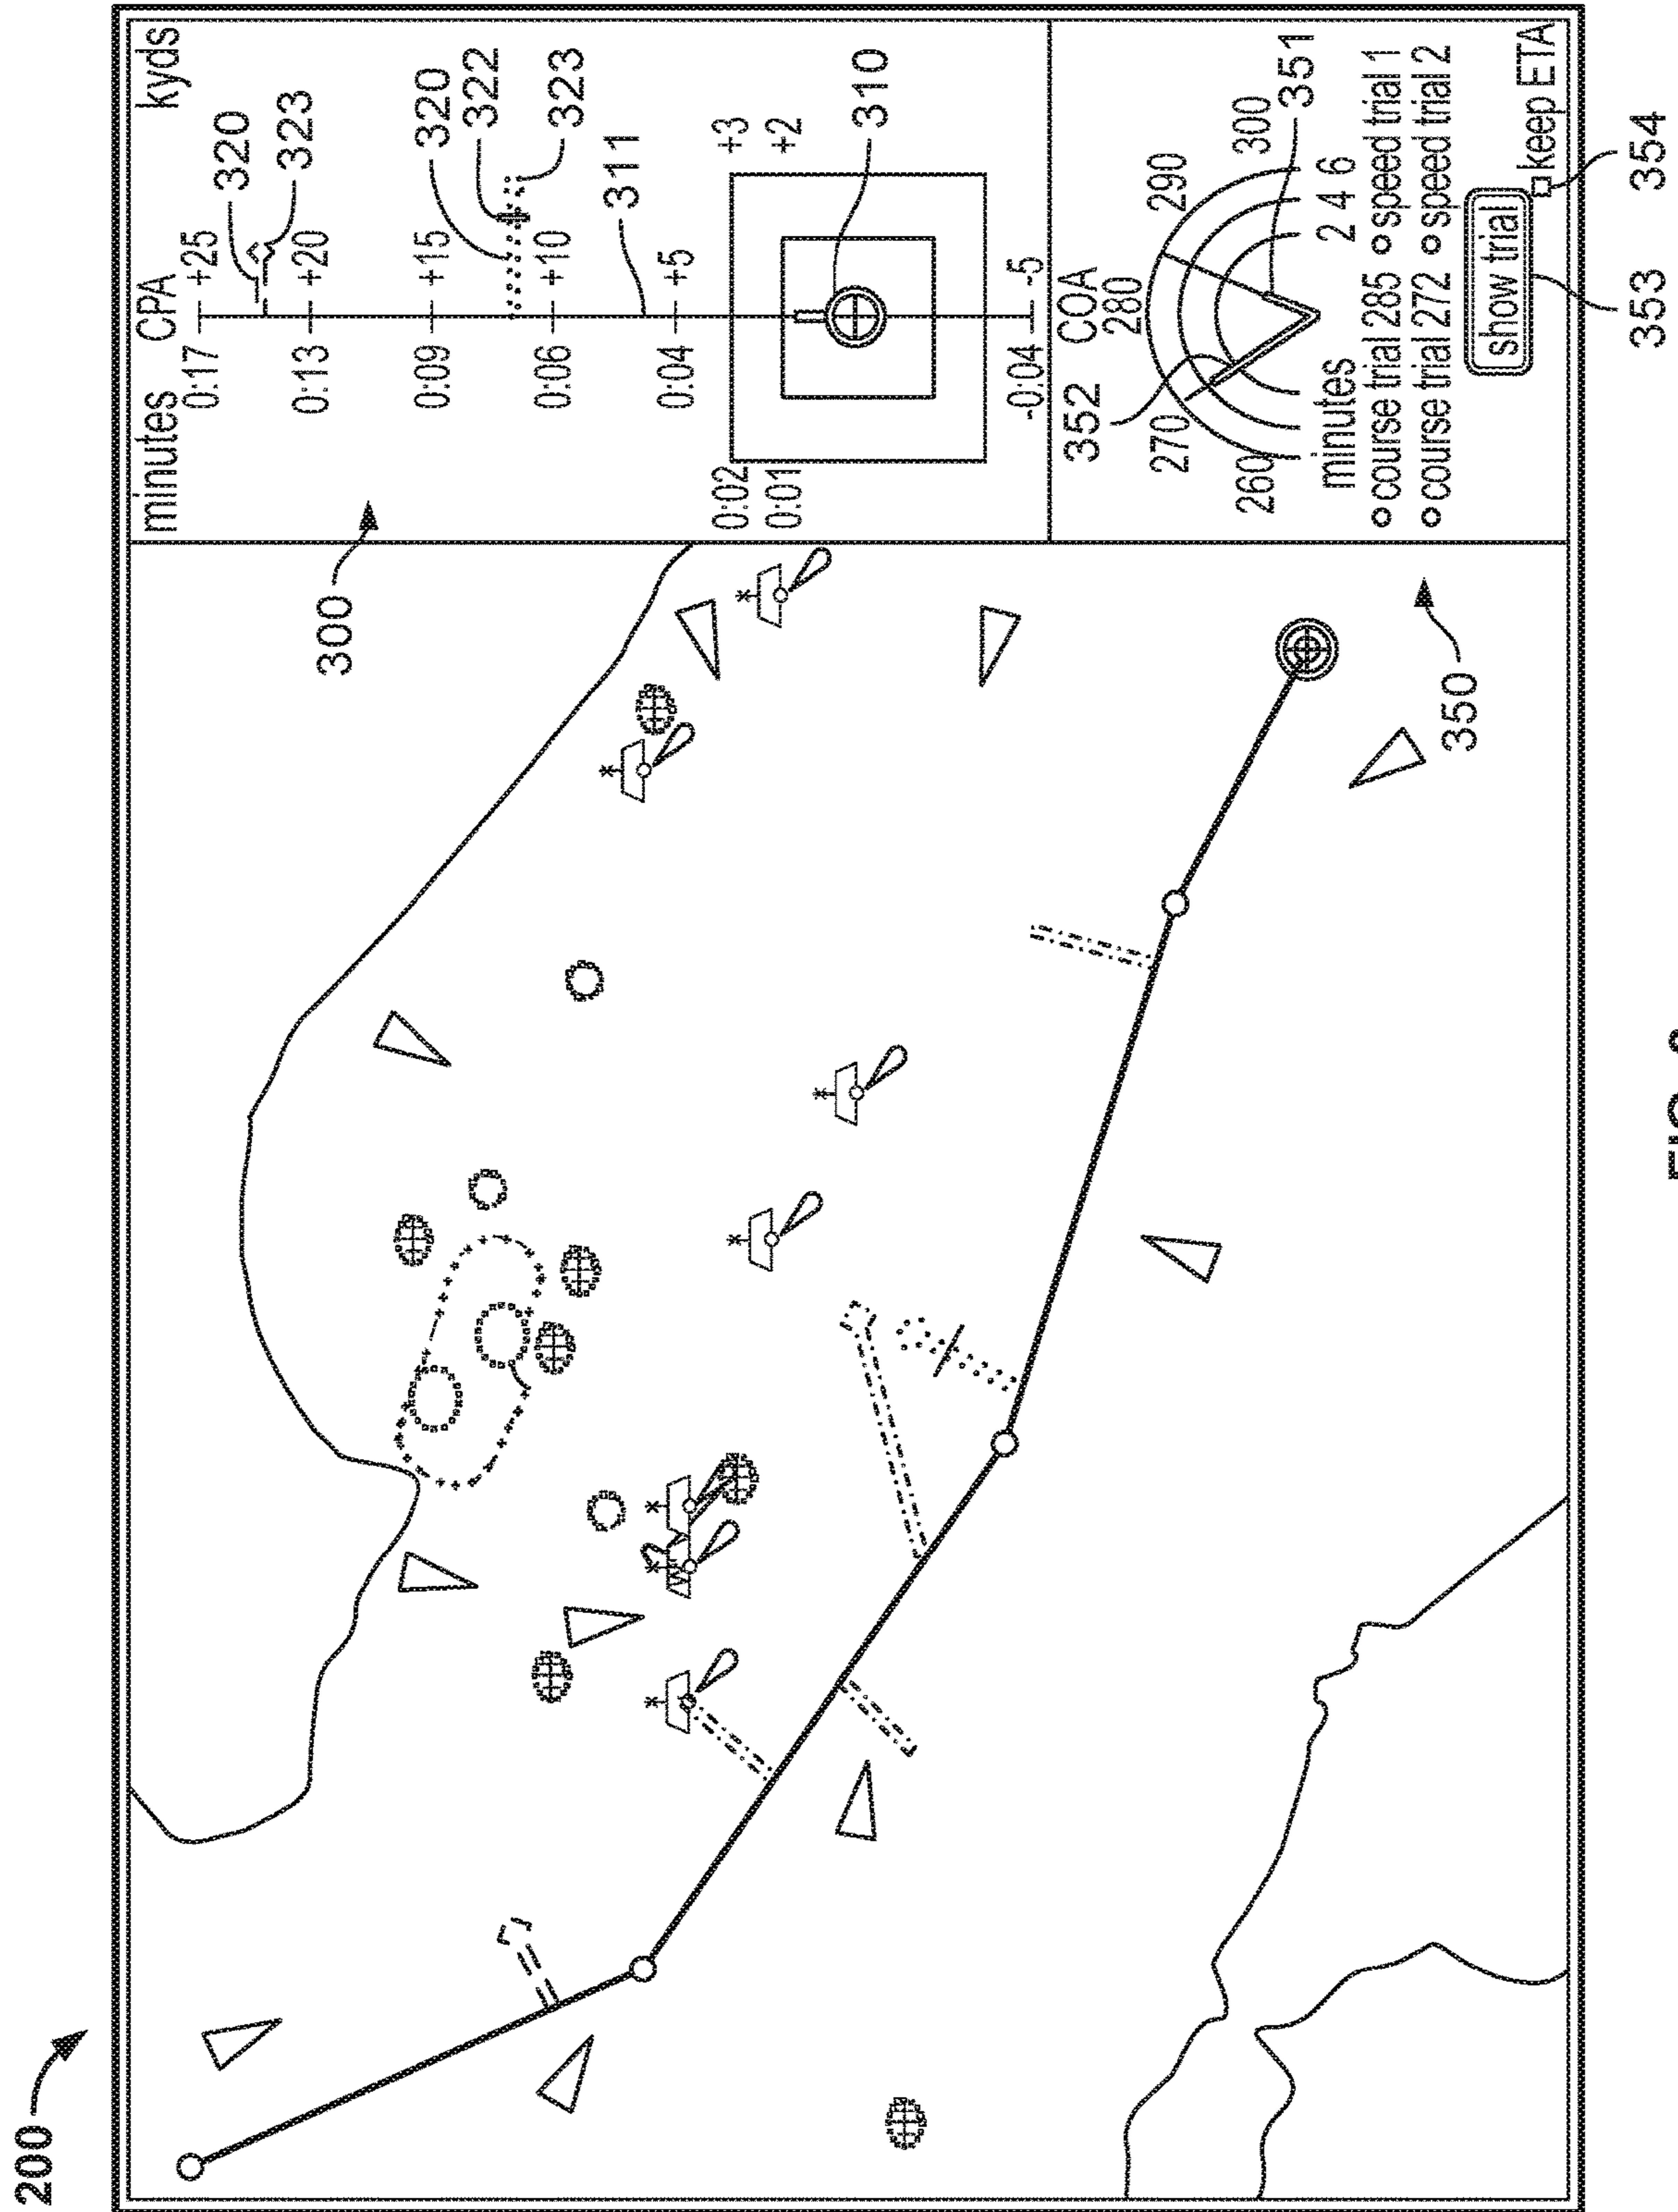 200
minutes CPA kyds
0:17 +25
320
323
0:13 +20
300
0:09 +15
320
322
0:06 +10
323
311
0:04 +5
0:02 +3
0:01 +2
310
-0:04 -5
COA
352 280
270 290
260 300
351
minutes 2 4 6
course trial 285 speed trial 1
course trial 272 speed trial 2
350
show trial
keep ETA
353 354
FIG.